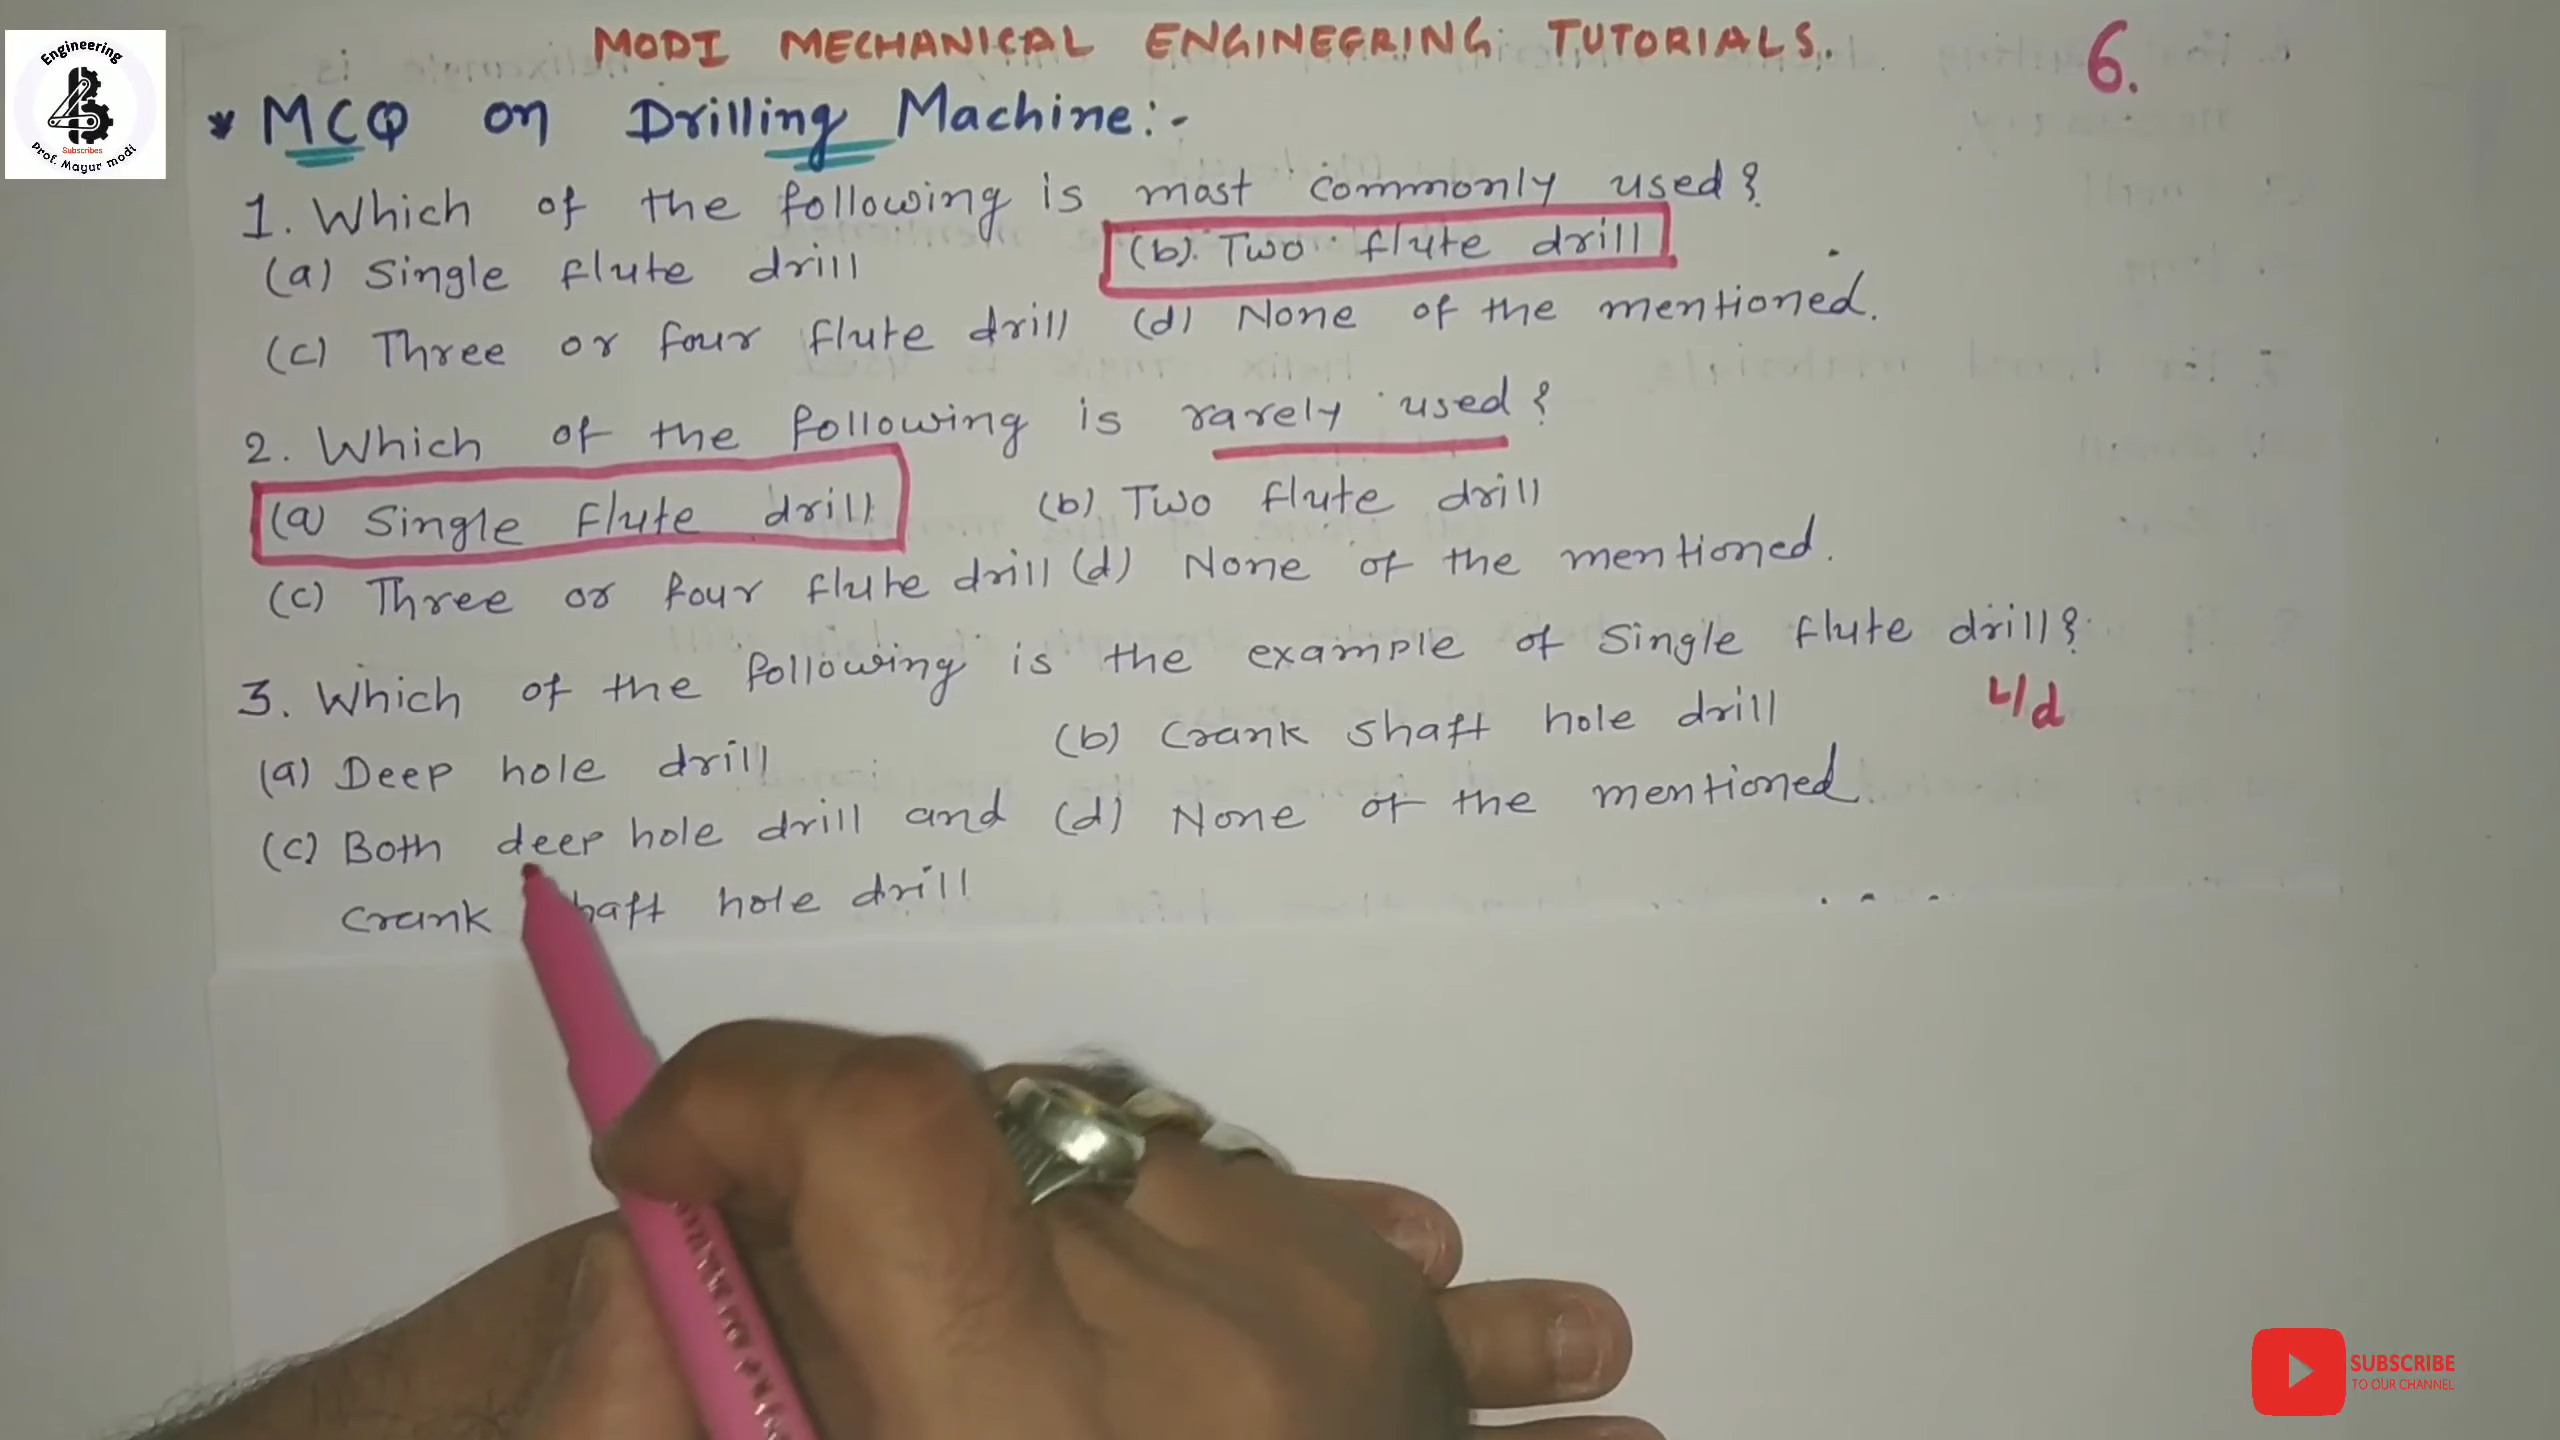 Engineering
Subscribes
Prof. Mayur modi
MODI MECHANICAL ENGINEERING TUTORIALS.
6.
* MCQ on Drilling Machine:-
1. Which of the following is most commonly used?
(a) Single flute drill (b). Two flute drill
(c) Three or four flute drill (d) None of the mentioned.
2. Which of the following is rarely used?
(a) Single flute drill (b). Two flute drill
(c) Three or four flute drill (d) None of the mentioned.
3. Which of the following is the example of Single flute drill?
L/d
(a) Deep hole drill (b) Crank shaft hole drill
(c) Both deep hole drill and (d) None of the mentioned
crank haft hole drill
SUBSCRIBE
TO OUR CHANNEL